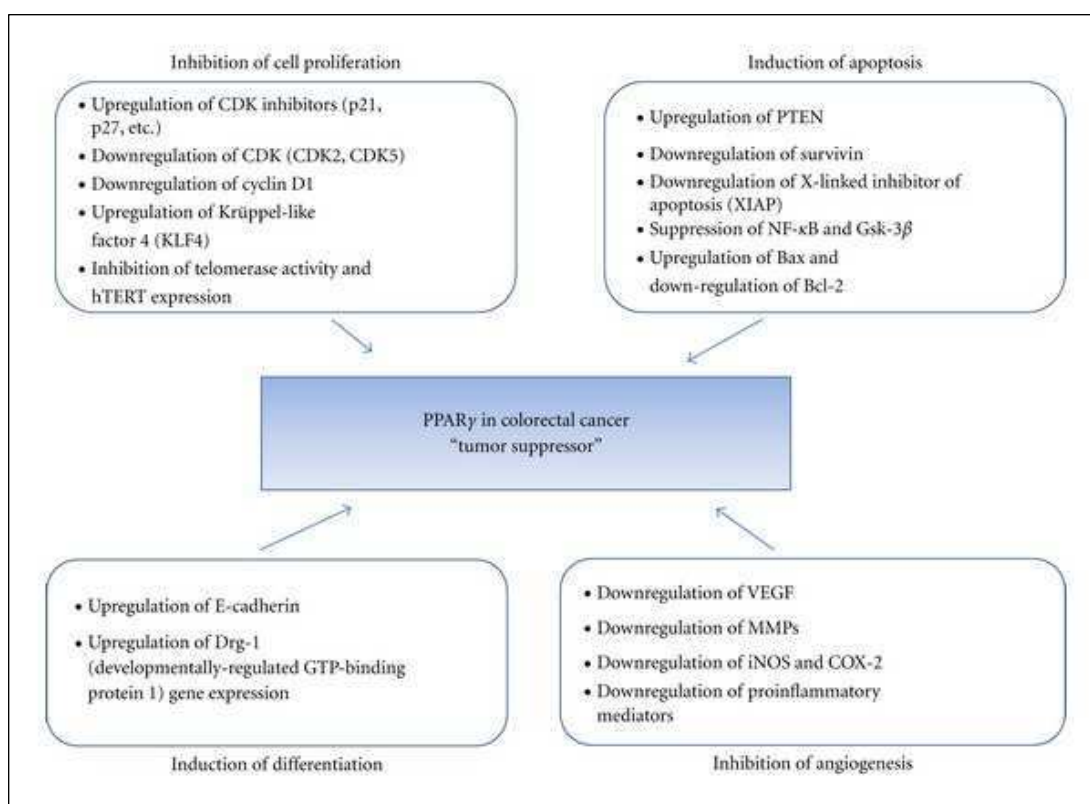 Inhibition of cell proliferation
• Upregulation of CDK inhibitors (p21,
p27, etc.)
• Downregulation of CDK (CDK2, CDK5)
• Downregulation of cyclin D1
• Upregulation of Krüppel-like
factor 4 (KLF4)
• Inhibition of telomerase activity and
hTERT expression
Induction of apoptosis
• Upregulation of PTEN
• Downregulation of survivin
• Downregulation of X-linked inhibitor of
apoptosis (XIAP)
• Suppression of NF-κB and Gsk-3β
• Upregulation of Bax and
down-regulation of Bcl-2
PPARγ in colorectal cancer
“tumor suppressor”
• Upregulation of E-cadherin
• Upregulation of Drg-1
(developmentally-regulated GTP-binding
protein 1) gene expression
Induction of differentiation
• Downregulation of VEGF
• Downregulation of MMPs
• Downregulation of iNOS and COX-2
• Downregulation of proinflammatory
mediators
Inhibition of angiogenesis